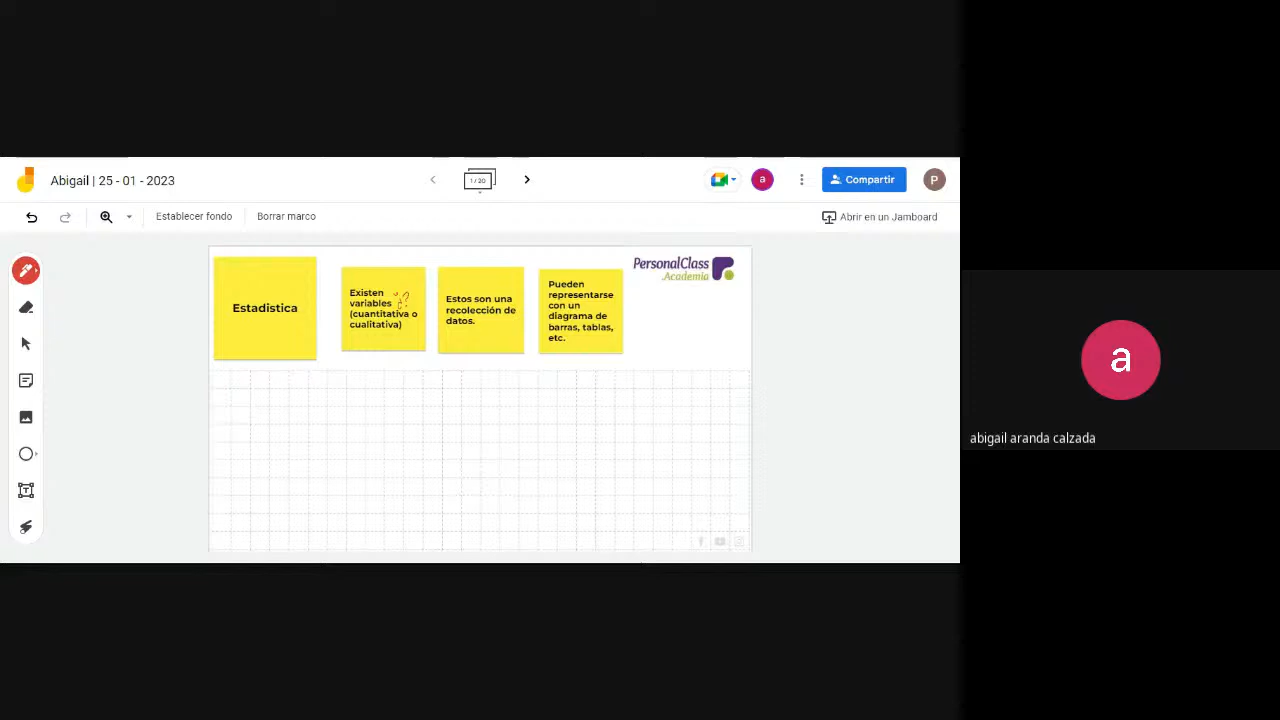 Abigail | 25 - 01 - 2023
1 / 20
a
Compartir
P
Establecer fondo
Borrar marco
Abrir en un Jamboard
PersonalClass
Academia
Estadistica
Existen
variables ¿?
(cuantitativa o
cualitativa)
Estos son una
recolección de
datos.
Pueden
representarse
con un
diagrama de
barras, tablas,
etc.
a
abigail aranda calzada